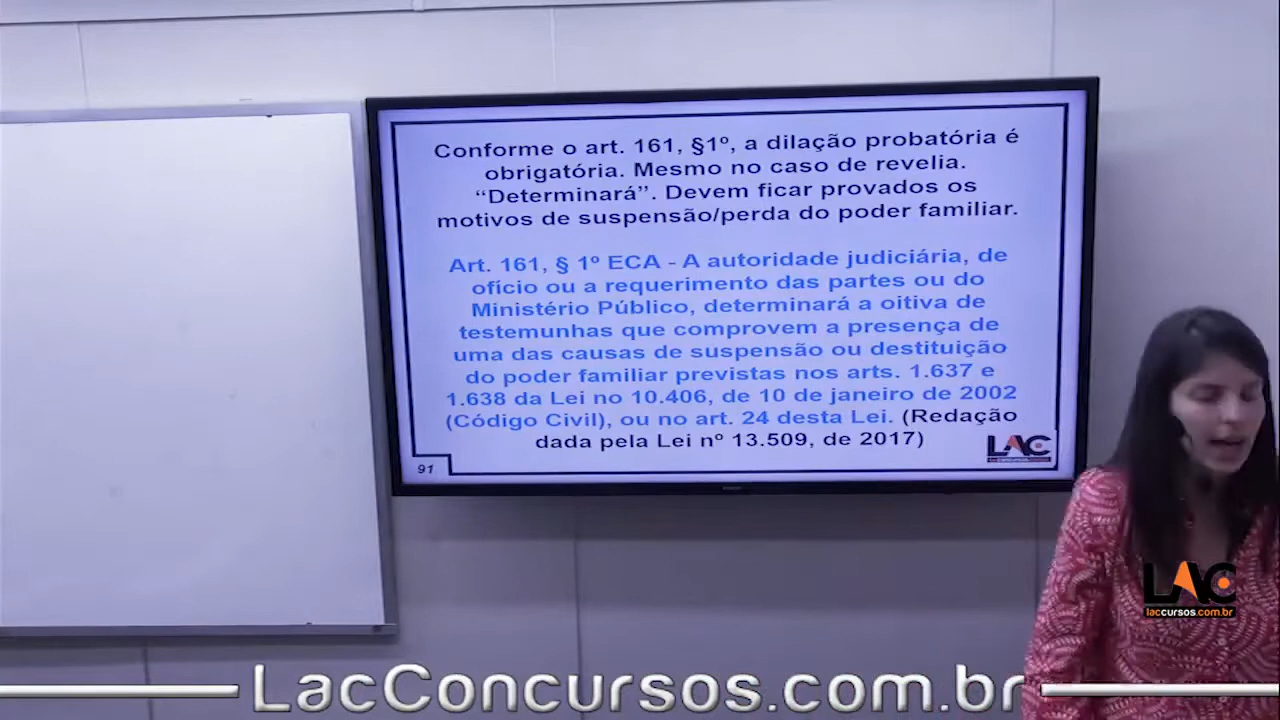 Conforme o art. 161, §1º, a dilação probatória é
obrigatória. Mesmo no caso de revelia.
“Determinará”. Devem ficar provados os
motivos de suspensão/perda do poder familiar.
Art. 161, § 1º ECA - A autoridade judiciária, de
ofício ou a requerimento das partes ou do
Ministério Público, determinará a oitiva de
testemunhas que comprovem a presença de
uma das causas de suspensão ou destituição
do poder familiar previstas nos arts. 1.637 e
1.638 da Lei no 10.406, de 10 de janeiro de 2002
(Código Civil), ou no art. 24 desta Lei. (Redação
dada pela Lei nº 13.509, de 2017)
LAC
91
LAC
laccursos.com.br
LacConcursos.com.br